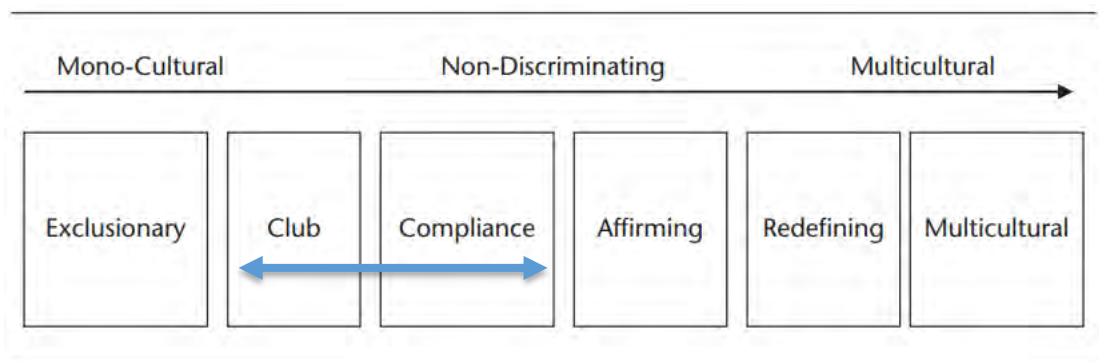 Mono-Cultural Non-Discriminating Multicultural
Exclusionary Club Compliance Affirming Redefining Multicultural